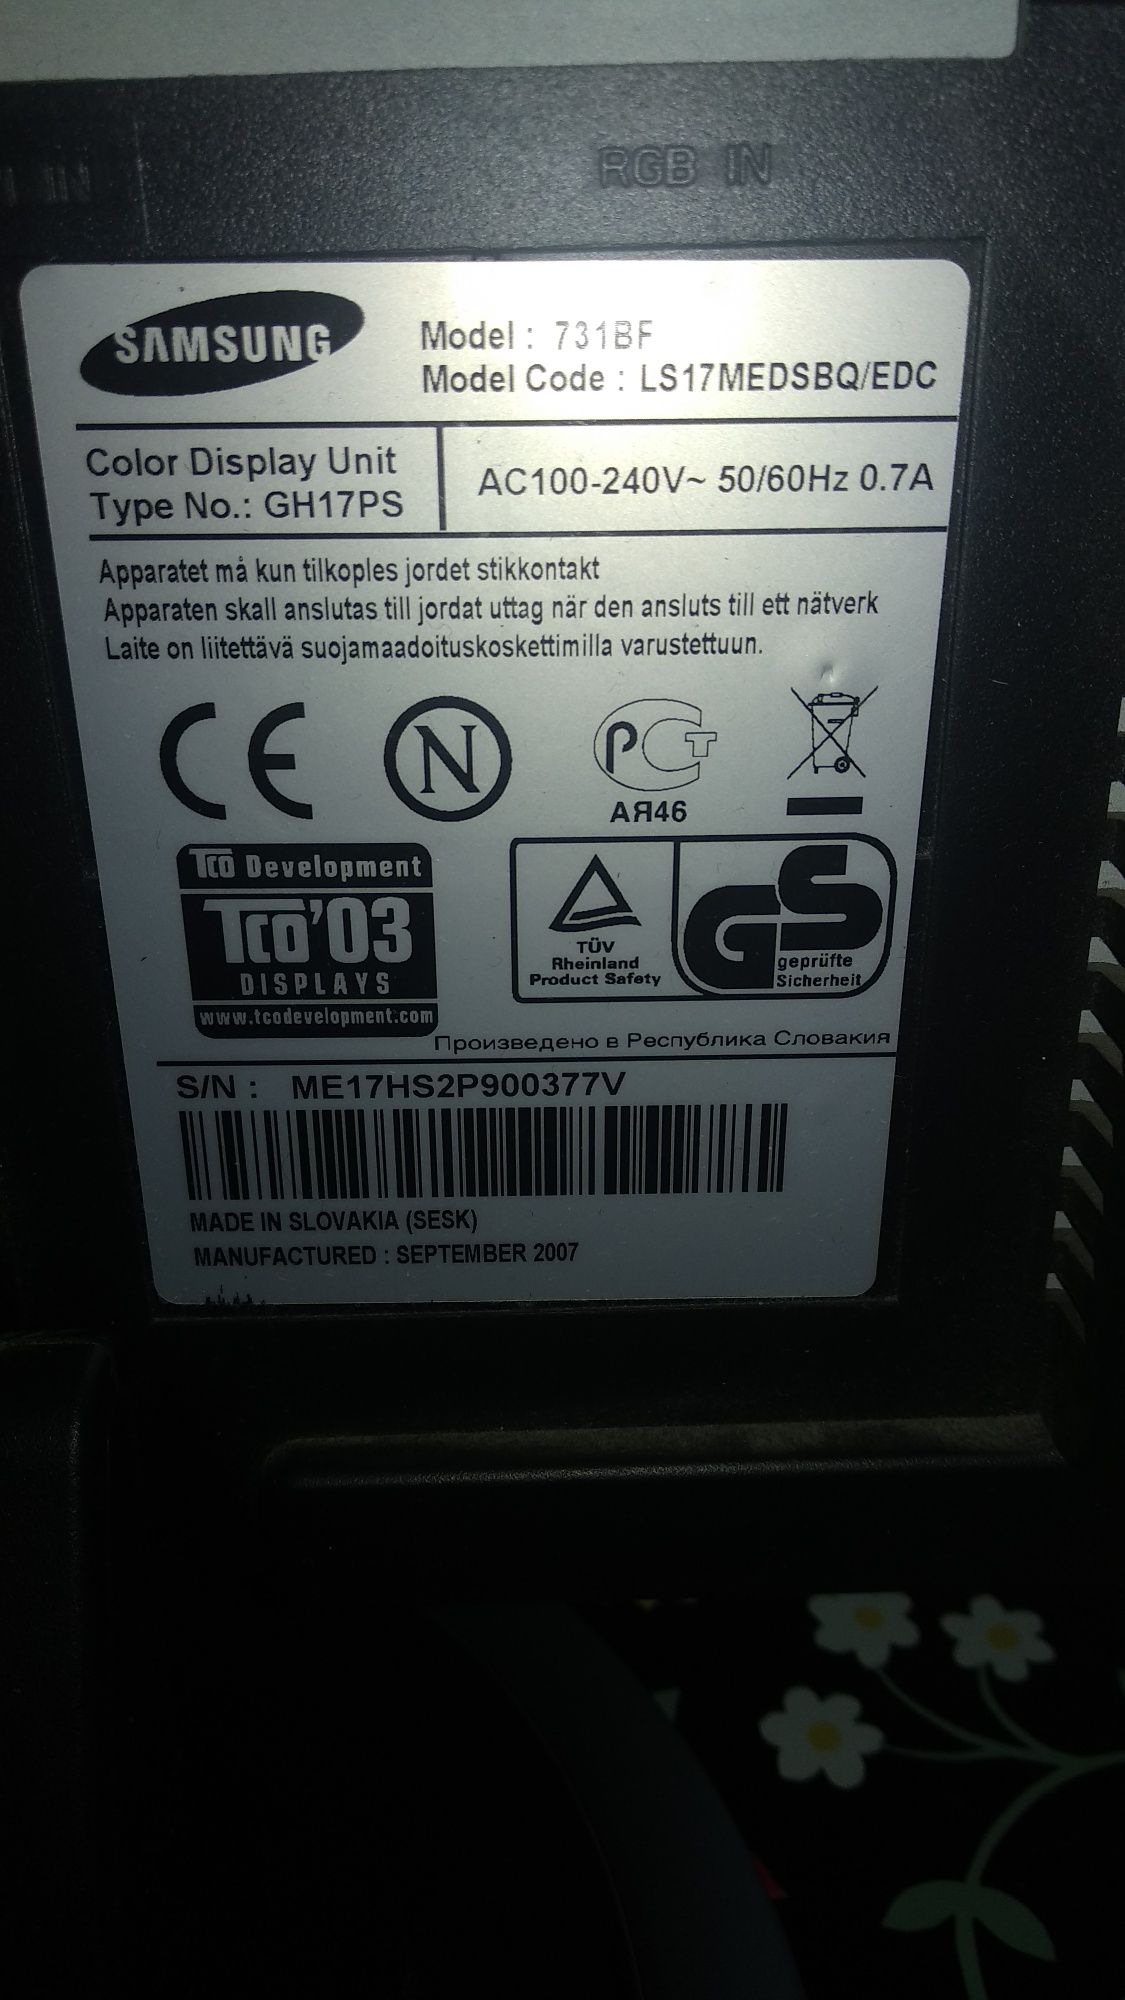 RGB IN
IN
SAMSUNG
Model : 731BF
Model Code : LS17MEDSBQ/EDC
Color Display Unit
Type No.: GH17PS
AC100-240V~ 50/60Hz 0.7A
Apparatet må kun tilkoples jordet stikkontakt
Apparaten skall anslutas till jordat uttag när den ansluts till ett nätverk
Laite on liitettävä suojamaadoituskoskettimilla varustettuun.
CE
N
РСТ
АЯ46
TCO Development
TCO'03
DISPLAYS
www.tcodevelopment.com
TÜV
Rheinland
Product Safety
GS
geprüfte
Sicherheit
Произведено в Республика Словакия
S/N : ME17HS2P900377V
MADE IN SLOVAKIA (SESK)
MANUFACTURED : SEPTEMBER 2007